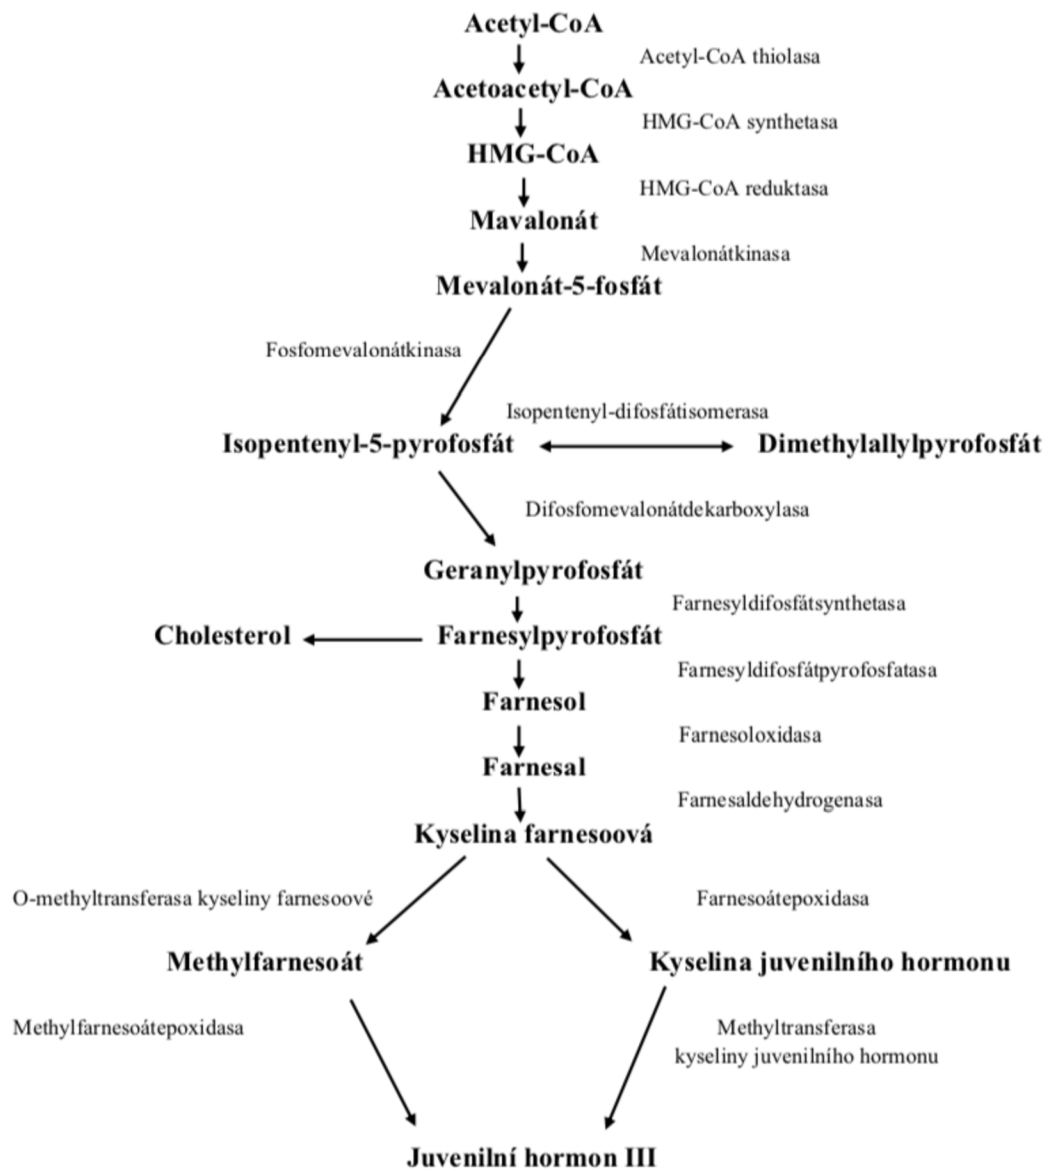 Acetyl-CoA
Acetyl-CoA thiolasa
Acetoacetyl-CoA
HMG-CoA synthetasa
HMG-CoA
HMG-CoA reduktasa
Mavalonát
Mevalonátkinasa
Mevalonát-5-fosfát
Fosfomevalonátkinasa
Isopentenyl-difosfátisomerasa
Isopentenyl-5-pyrofosfát
Dimethylallylpyrofosfát
Difosfomevalonátdekarboxylasa
Geranylpyrofosfát
Farnesyldifosfátsynthetasa
Cholesterol
Farnesylpyrofosfát
Farnesyldifosfátpyrofosfatasa
Farnesol
Farnesoloxidasa
Farnesal
Farnesaldehydrogenasa
Kyselina farnesoová
O-methyltransferasa kyseliny farnesoové
Farnesoátepoxidasa
Methylfarnesoát
Kyselina juvenilního hormonu
Methylfarnesoátepoxidasa
Methyltransferasa
kyseliny juvenilního hormonu
Juvenilní hormon III